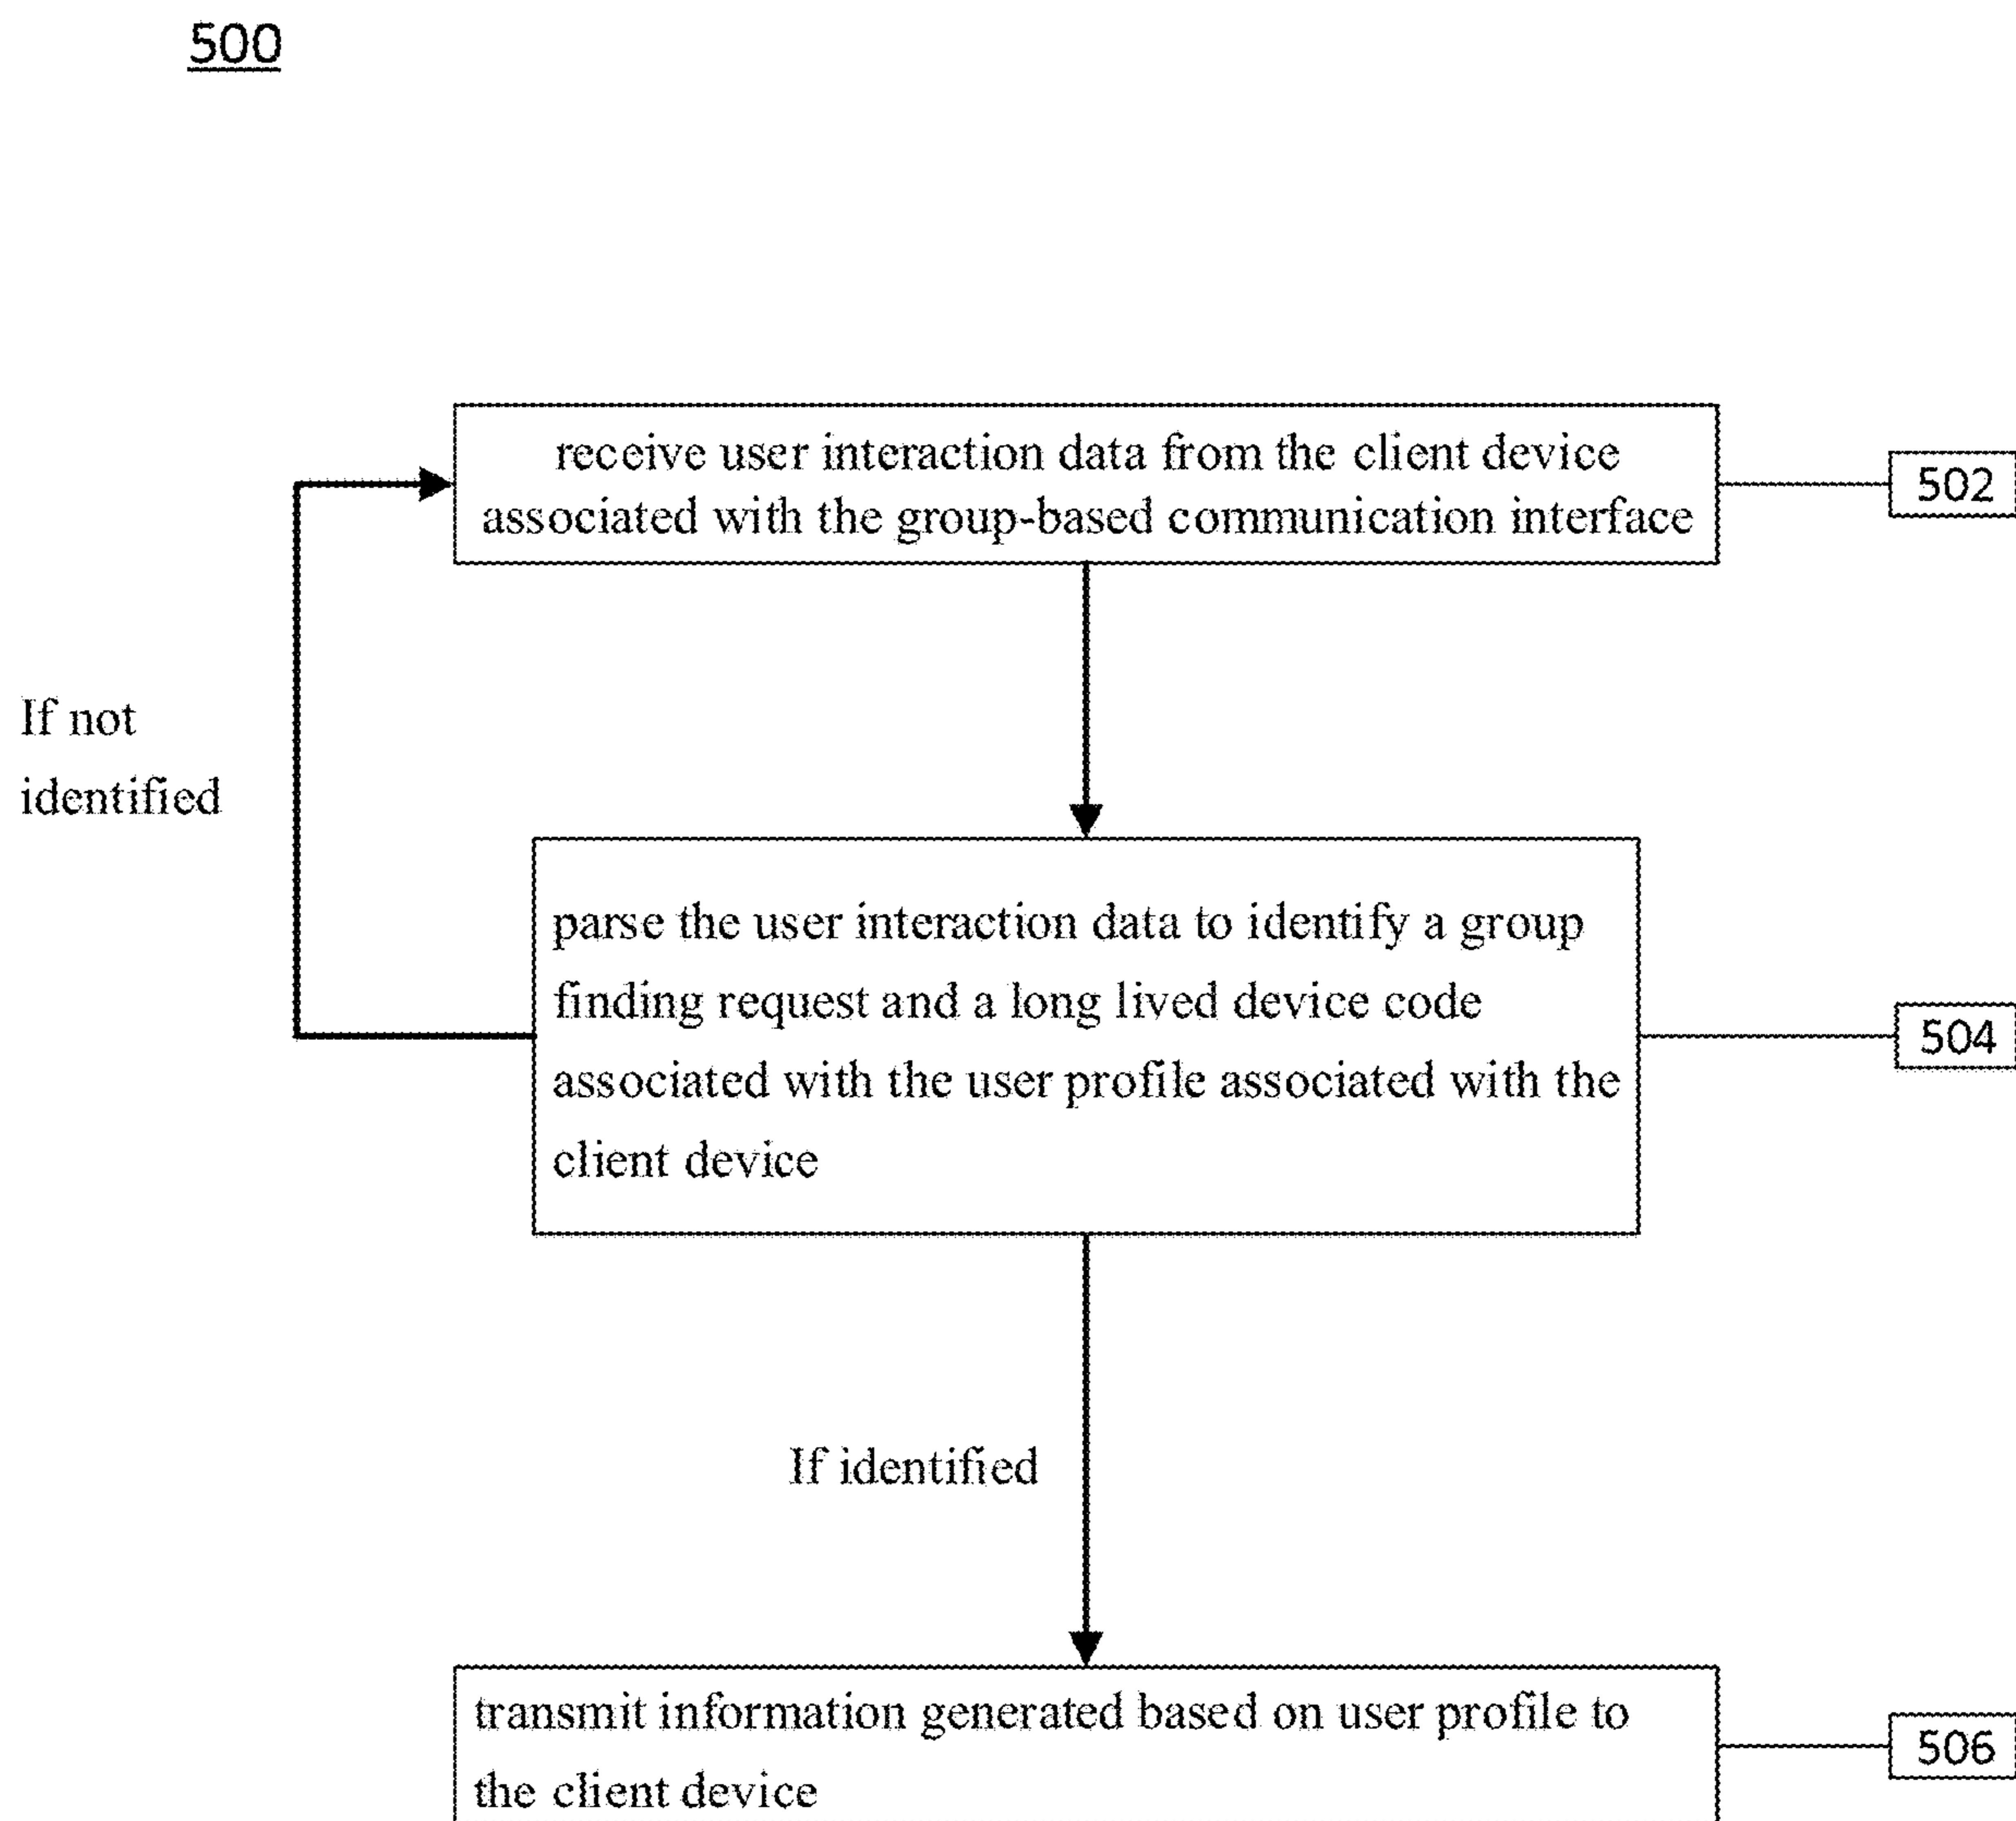 500
receive user interaction data from the client device
associated with the group-based communication interface
502
If not
identified
parse the user interaction data to identify a group
finding request and a long lived device code
associated with the user profile associated with the
client device
504
If identified
transmit information generated based on user profile to
the client device
506